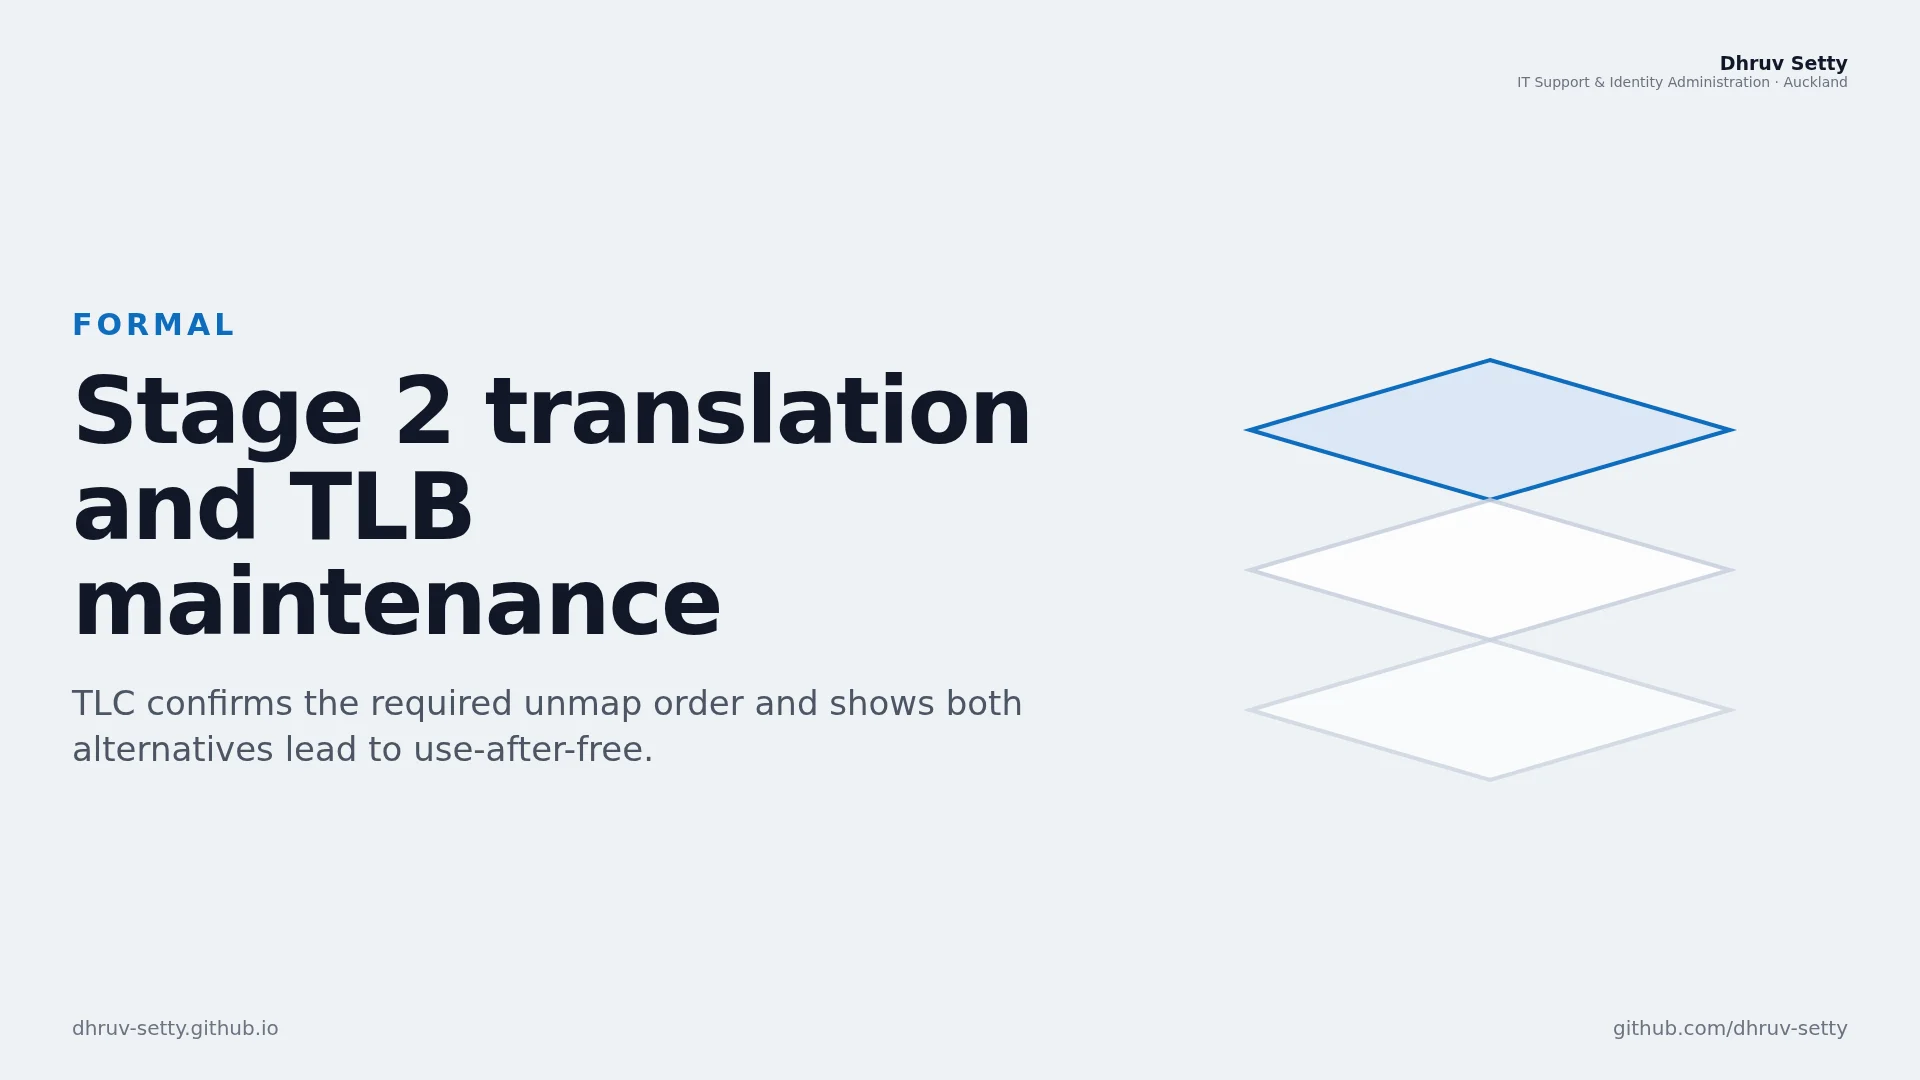 Dhruv Setty
IT Support & Identity Administration · Auckland
FORMAL
Stage 2 translation
and TLB
maintenance
TLC confirms the required unmap order and shows both
alternatives lead to use-after-free.
dhruv-setty.github.io
github.com/dhruv-setty